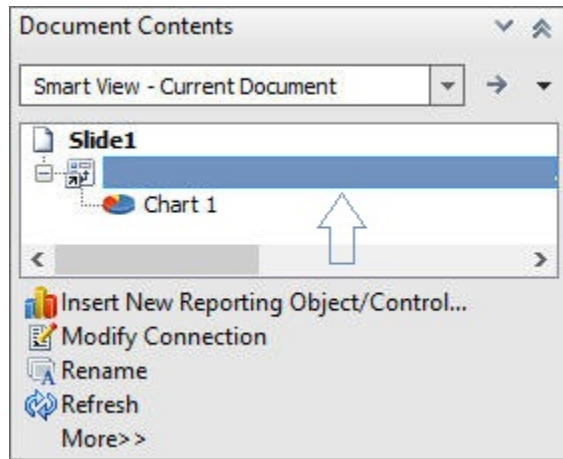 Document Contents
Smart View - Current Document
Slide1
Chart 1
Insert New Reporting Object/Control...
Modify Connection
Rename
Refresh
More>>